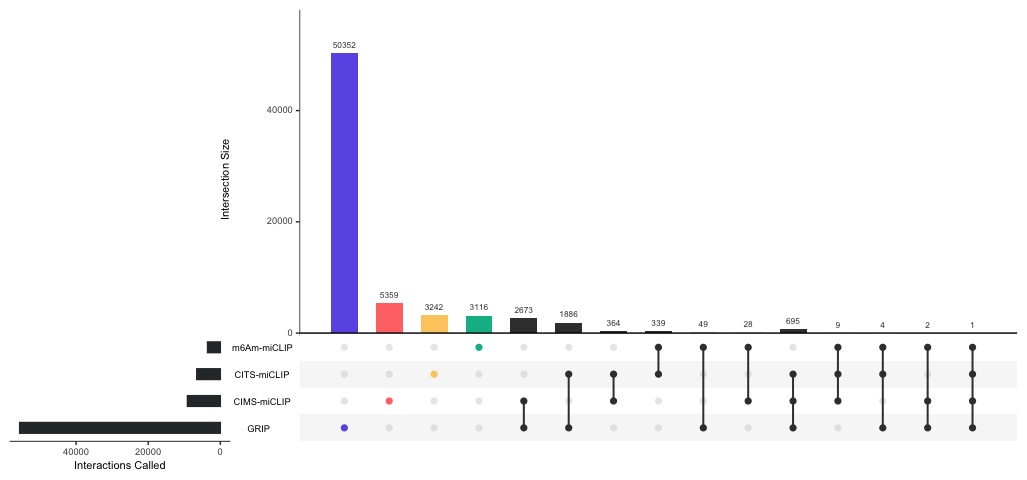 50352
5359
3242
3116
2673
1886
364
339
49
28
695
9
4
2
1
40000
20000
0
Intersection Size
m6Am-miCLIP
CITS-miCLIP
CIMS-miCLIP
GRIP
40000 20000 0
Interactions Called